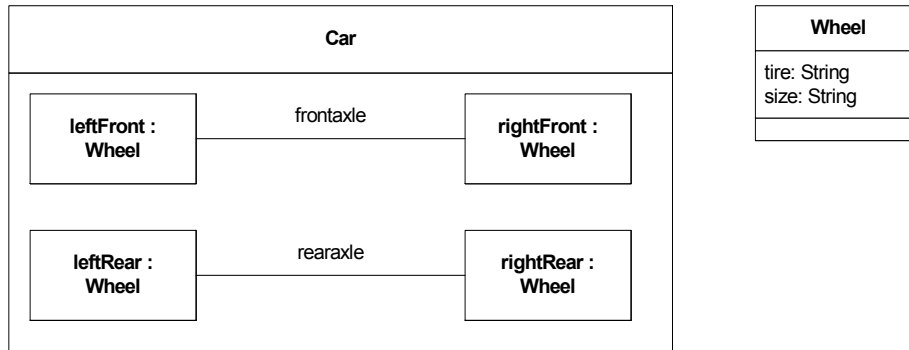 Car
leftFront :
Wheel
frontaxle
rightFront :
Wheel
leftRear :
Wheel
rearaxle
rightRear :
Wheel
Wheel
tire: String
size: String